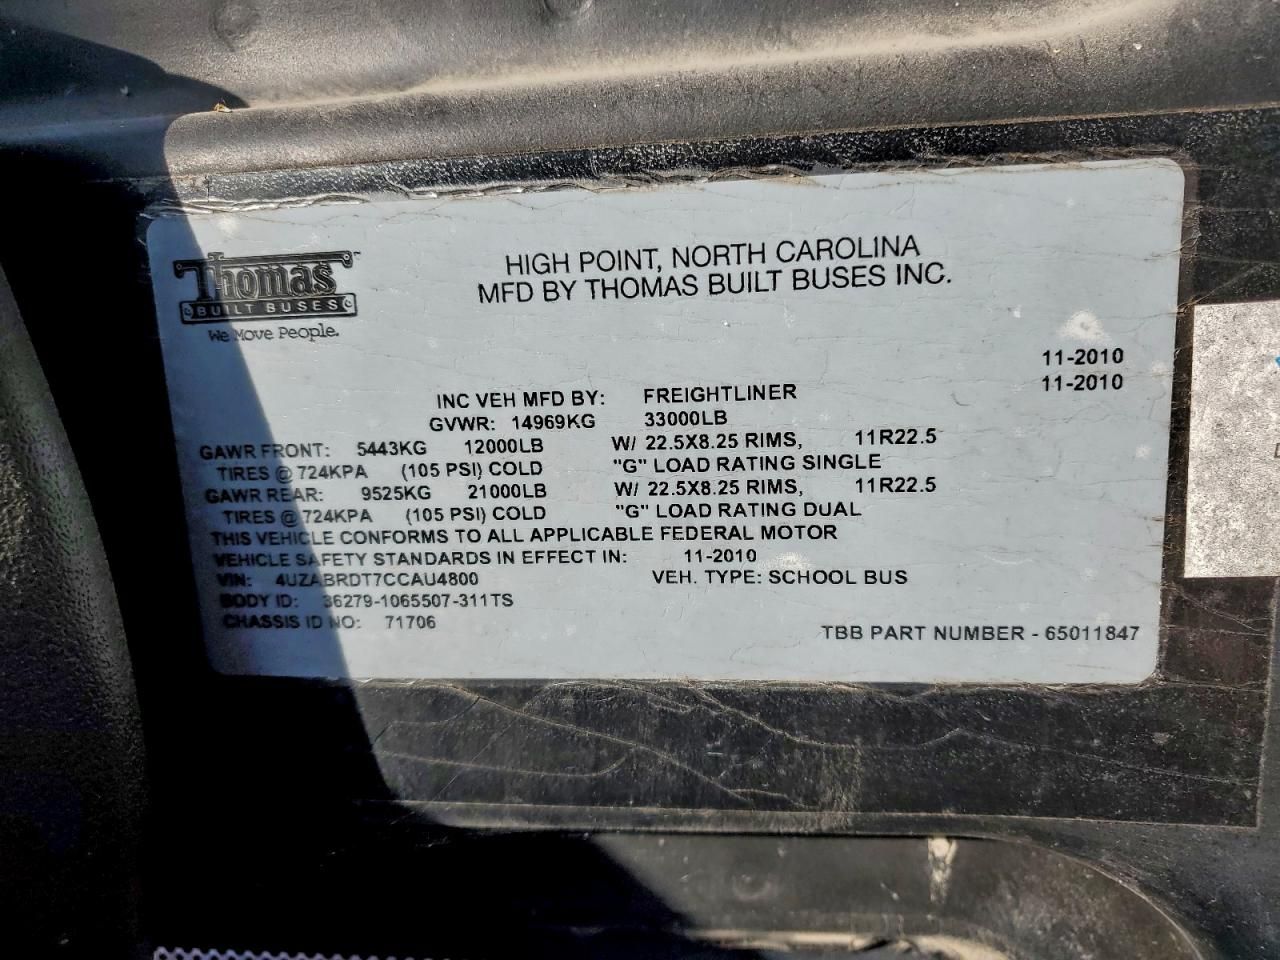 Thomas
BUILT BUSES
We Move People.
HIGH POINT, NORTH CAROLINA
MFD BY THOMAS BUILT BUSES INC.
11-2010
INC VEH MFD BY: FREIGHTLINER 11-2010
GVWR: 14969KG 33000LB
GAWR FRONT: 5443KG 12000LB W/ 22.5X8.25 RIMS, 11R22.5
TIRES @ 724KPA (105 PSI) COLD "G" LOAD RATING SINGLE
GAWR REAR: 9525KG 21000LB W/ 22.5X8.25 RIMS, 11R22.5
TIRES @ 724KPA (105 PSI) COLD "G" LOAD RATING DUAL
THIS VEHICLE CONFORMS TO ALL APPLICABLE FEDERAL MOTOR
VEHICLE SAFETY STANDARDS IN EFFECT IN: 11-2010
VIN: 4UZABRDT7CCAU4800 VEH. TYPE: SCHOOL BUS
BODY ID: 36279-1065507-311TS
CHASSIS ID NO: 71706
TBB PART NUMBER - 65011847